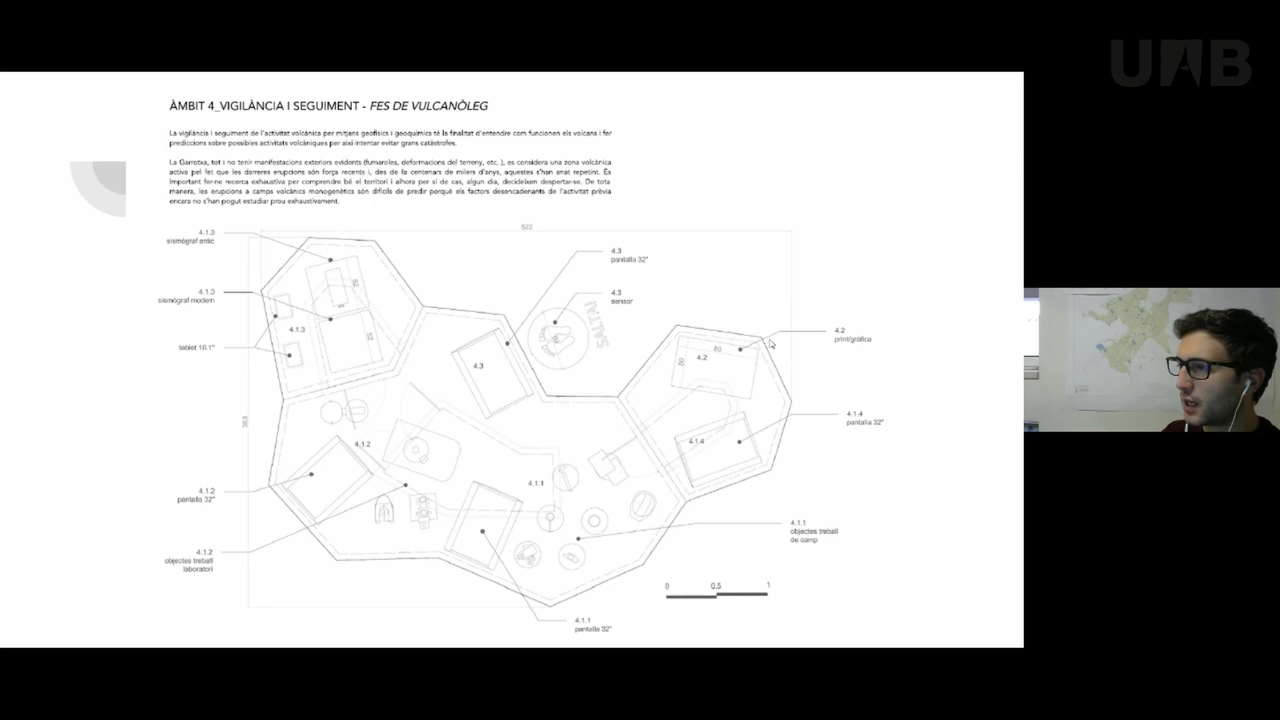 UAB
ÀMBIT 4_VIGILÀNCIA I SEGUIMENT - FES DE VULCANÒLEG
La vigilància i seguiment de l'activitat volcànica per mitjans geofísics i geoquímics té la finalitat d'entendre com funcionen els volcans i fer
prediccions sobre possibles activitats volcàniques per així intentar evitar grans catàstrofes.
La Garrotxa, tot i no tenir manifestacions exteriors evidents (fumaroles, deformacions del terreny, etc. ), es considera una zona volcànica
activa pel fet que les darreres erupcions són força recents i, des de fa centenars de milers d'anys, aquestes s'han anat repetint. És
important fer-ne recerca exhaustiva per comprendre bé el territori i alhora per si de cas, algun dia, decideixen despertar-se. De tota
manera, les erupcions a camps volcànics monogenètics són difícils de predir perquè els factors desencadenants de l'activitat prèvia
encara no s'han pogut estudiar prou exhaustivament.
522
4.1.3
sismògraf antic
4.3
pantalla 32"
4.1.3
sismògraf modern
4.3
sensor
SALTA!
4.1.3
tablet 10.1"
4.2
print/gràfica
80
50
4.2
4.3
383
4.1.4
pantalla 32"
4.1.4
4.1.2
4.1.1
4.1.2
pantalla 32"
4.1.1
objectes treball
de camp
4.1.2
objectes treball
laboratori
0 0.5 1
4.1.1
pantalla 32"